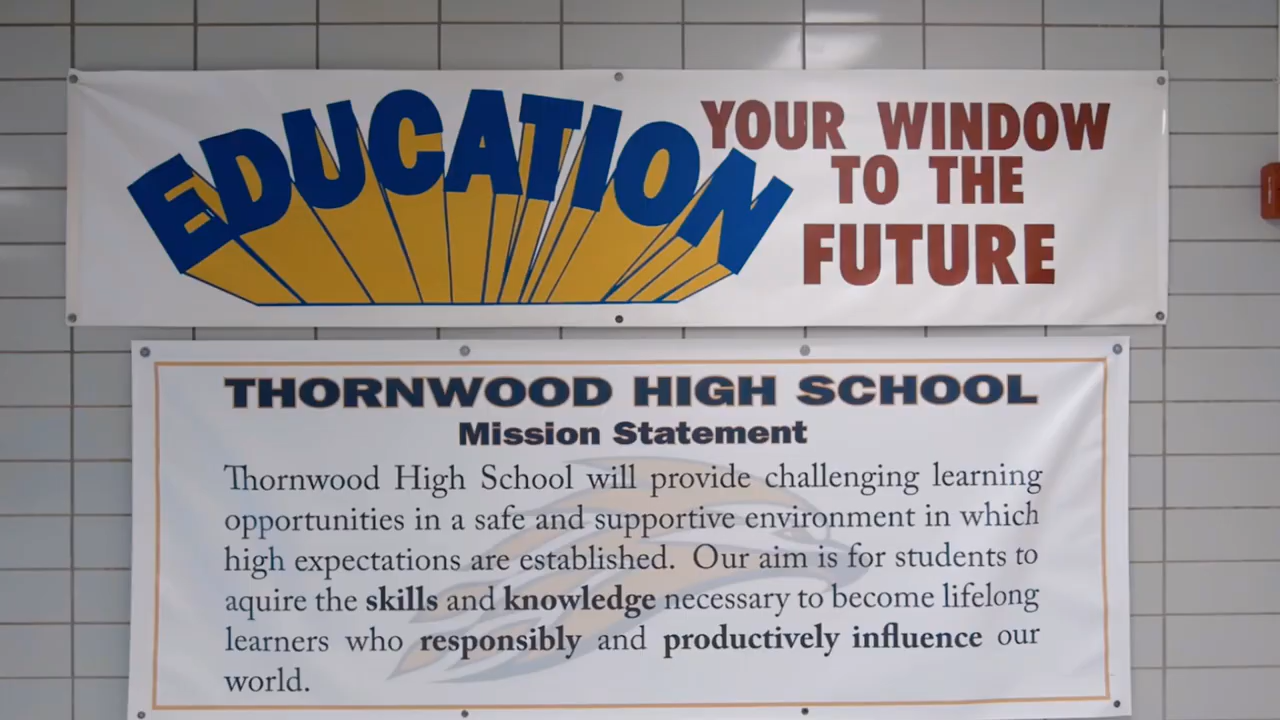 EDUCATION
YOUR WINDOW
TO THE
FUTURE
THORNWOOD HIGH SCHOOL
Mission Statement
Thornwood High School will provide challenging learning
opportunities in a safe and supportive environment in which
high expectations are established. Our aim is for students to
aquire the skills and knowledge necessary to become lifelong
learners who responsibly and productively influence our
world.